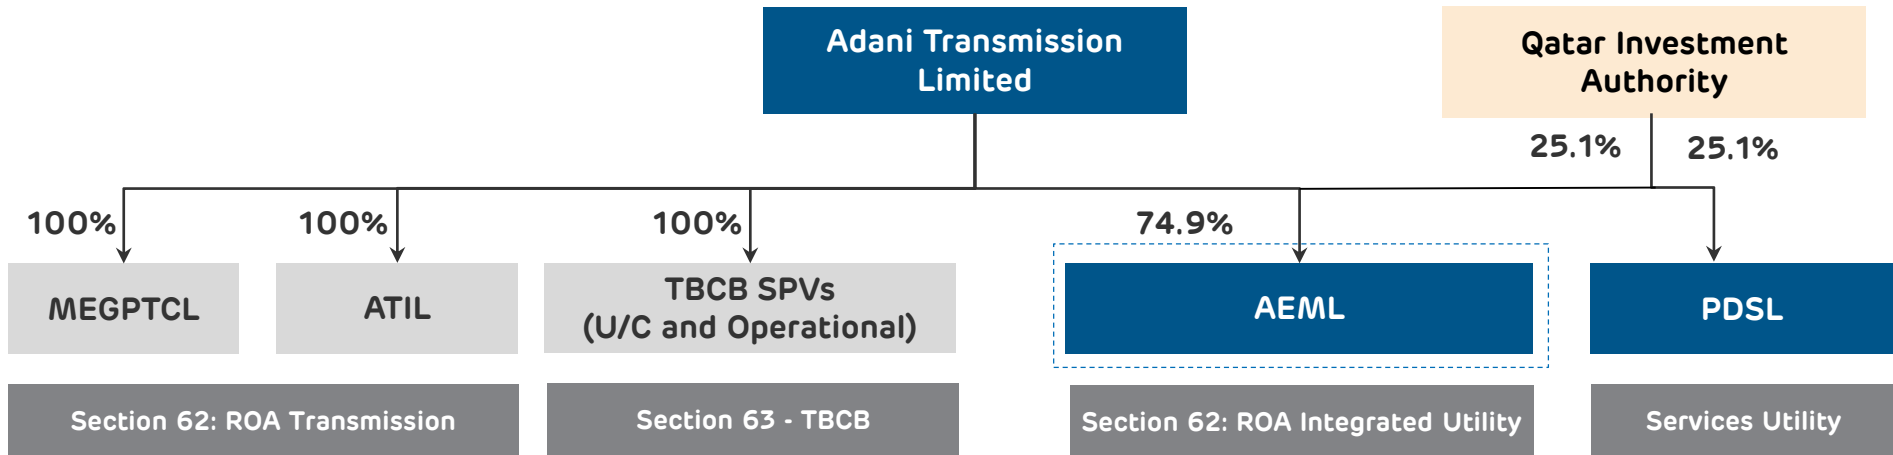 Adani Transmission
Limited
Qatar Investment
Authority
25.1%
25.1%
100%
100%
100%
74.9%
MEGPTCL
ATIL
TBCB SPVs
(U/C and Operational)
AEML
PDSL
Section 62: ROA Transmission
Section 63 - TBCB
Section 62: ROA Integrated Utility
Services Utility